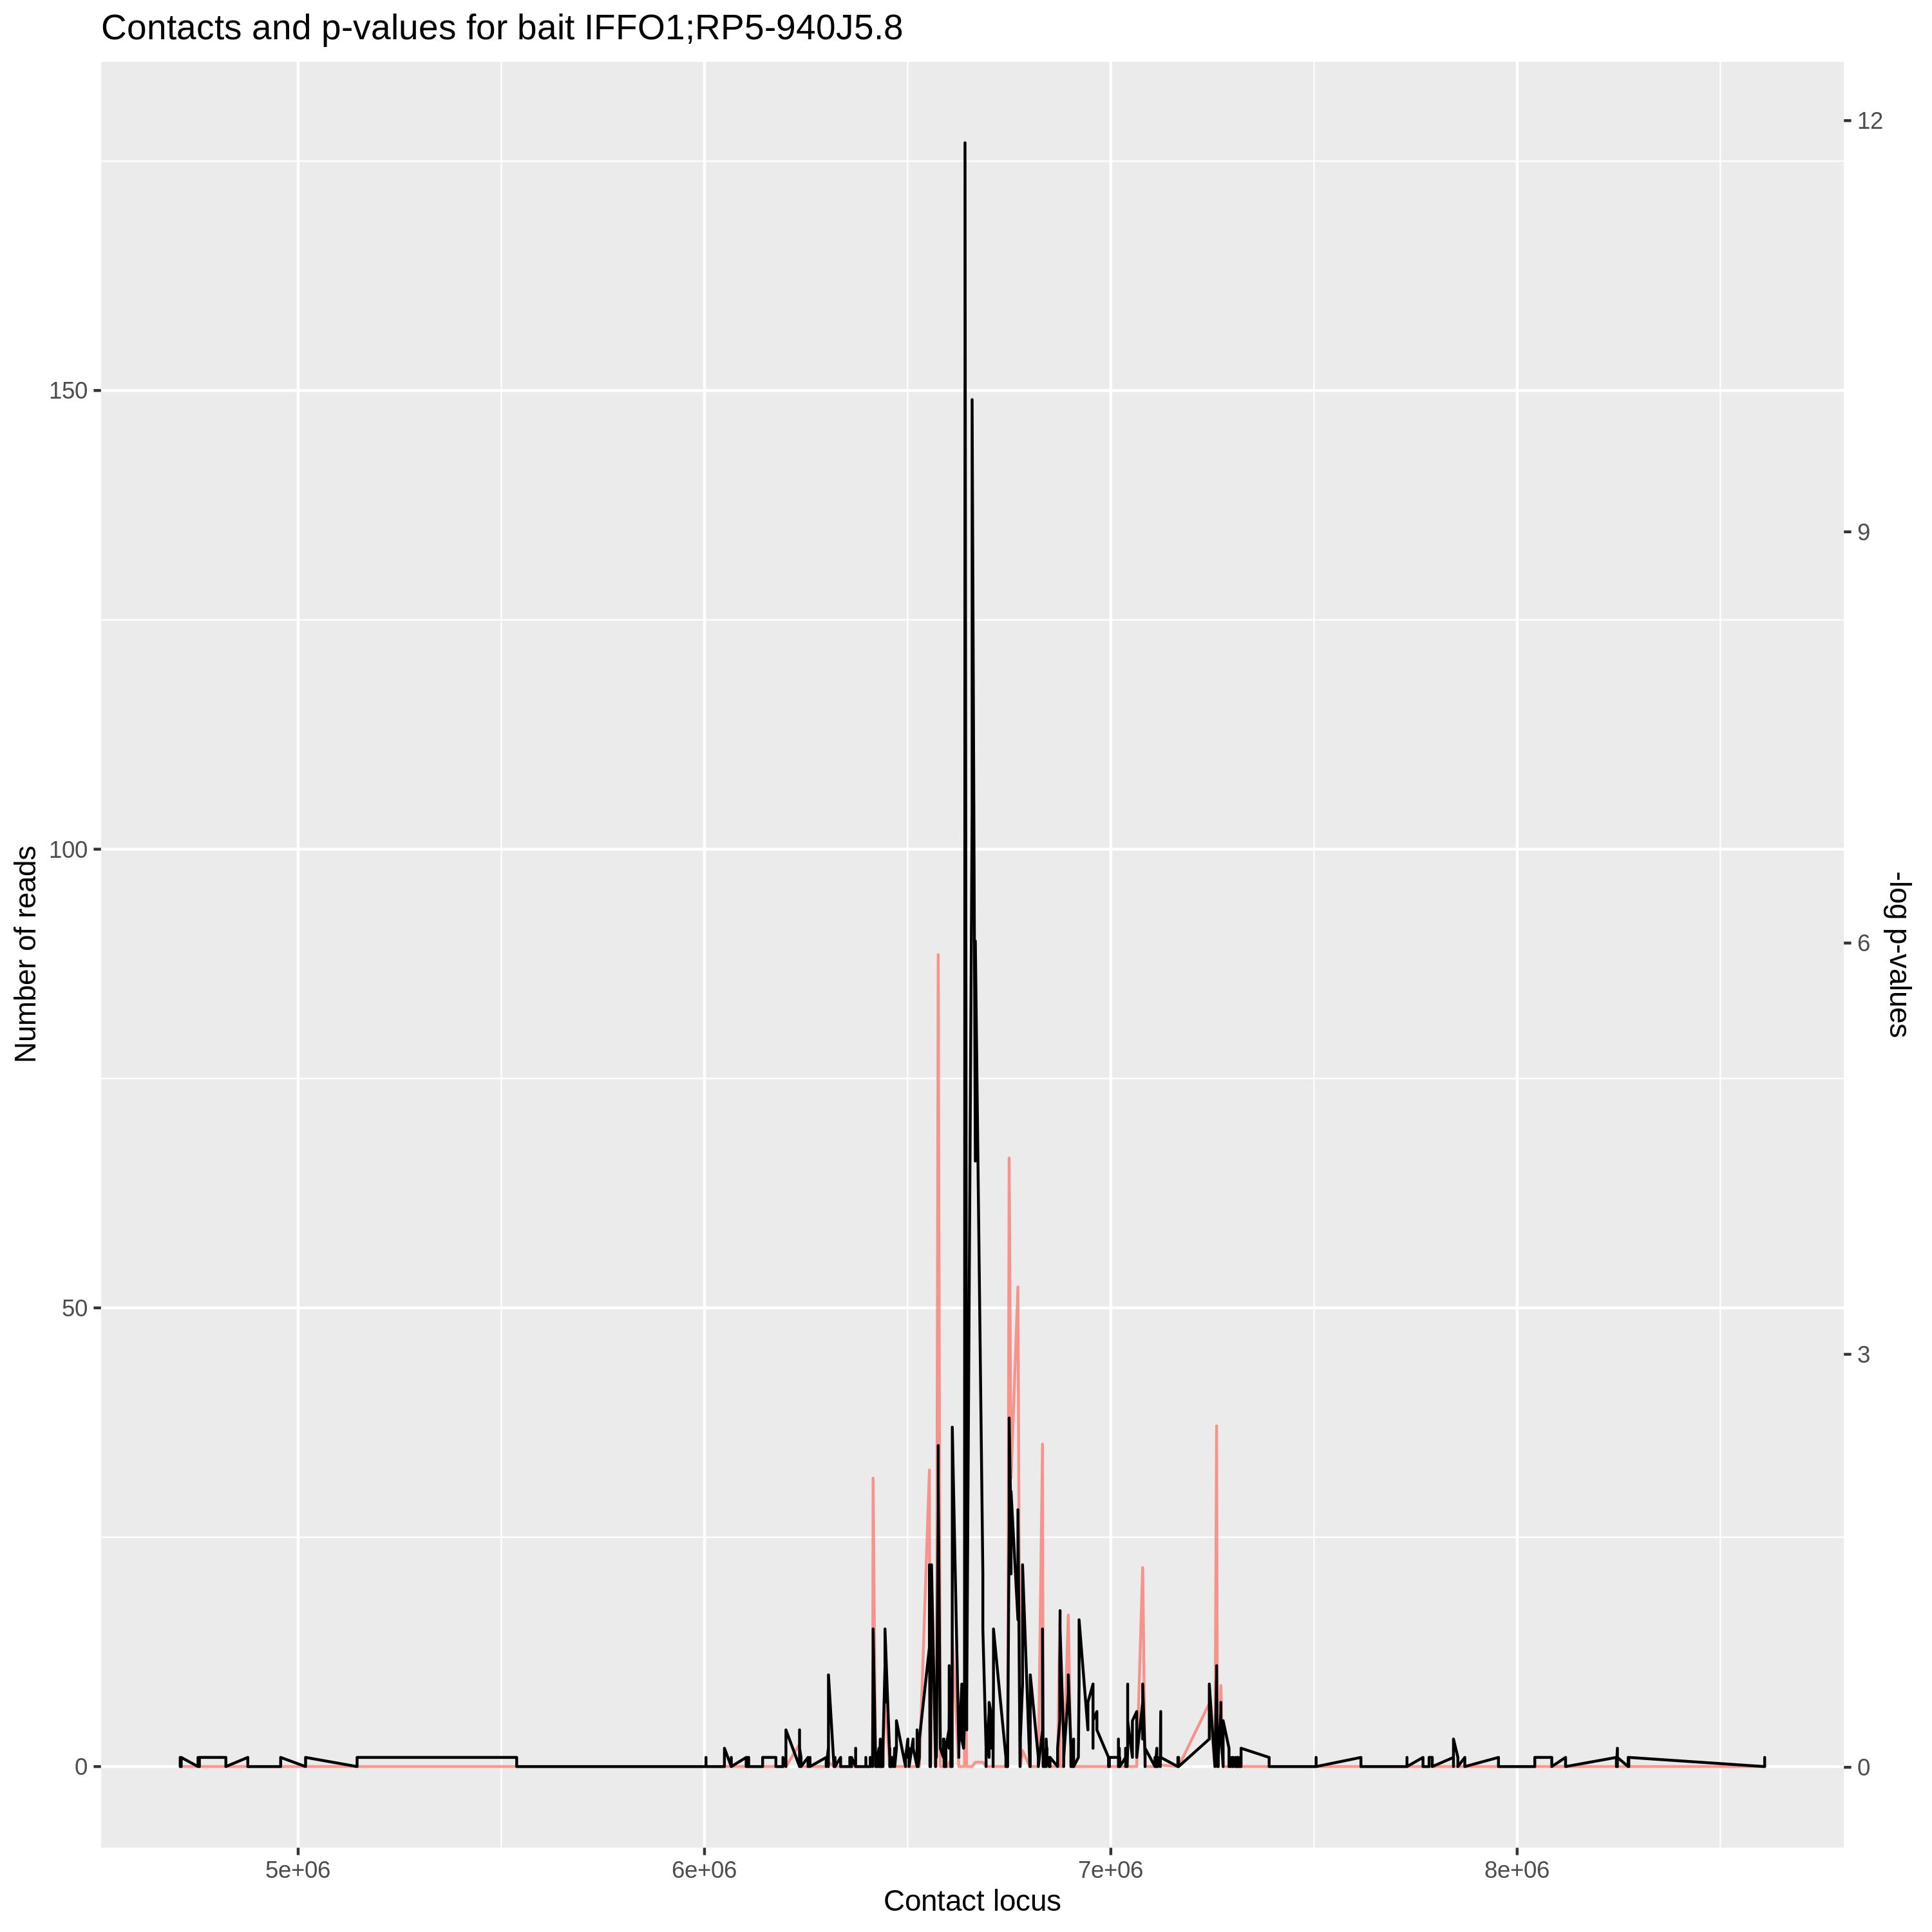 Contacts and p-values for bait IFFO1;RP5-940J5.8
12
150
9
100
6
Number of reads
-log p-values
50
3
0
0
5e+06
6e+06
7e+06
8e+06
Contact locus